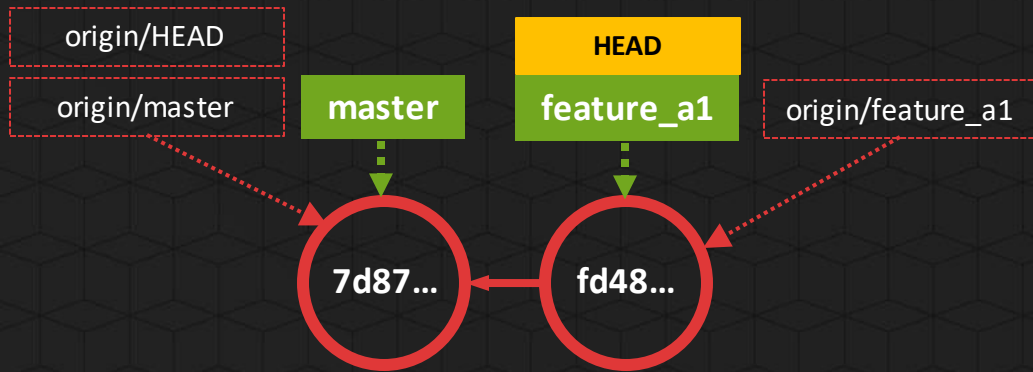 origin/HEAD
HEAD
origin/master
master
feature_a1
origin/feature_a1
7d87...
fd48...